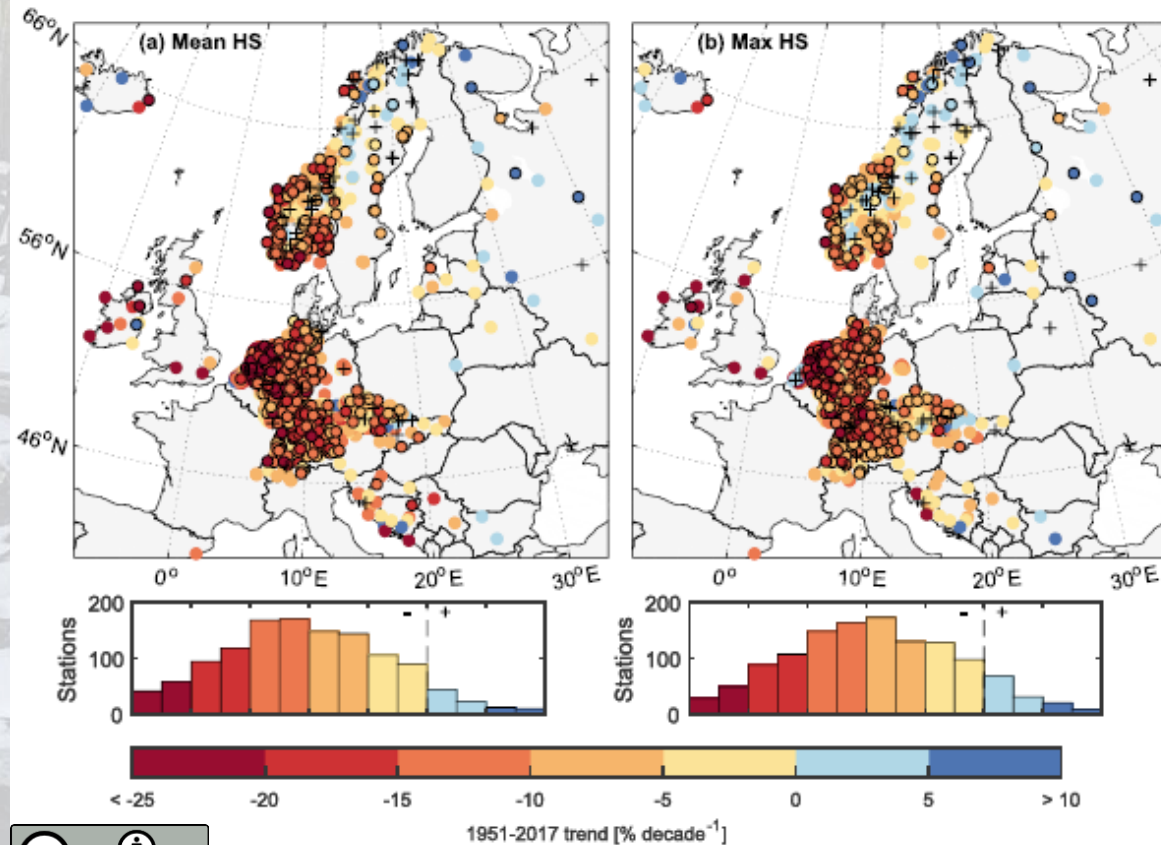 (a) Mean HS
(b) Max HS
66°N
56°N
46°N
0° 10°E 20°E 30°E
0° 10°E 20°E 30°E
200
100
0
Stations
- +
200
100
0
Stations
- +
< -25 -20 -15 -10 -5 0 5 > 10
1951-2017 trend [% decade⁻¹]